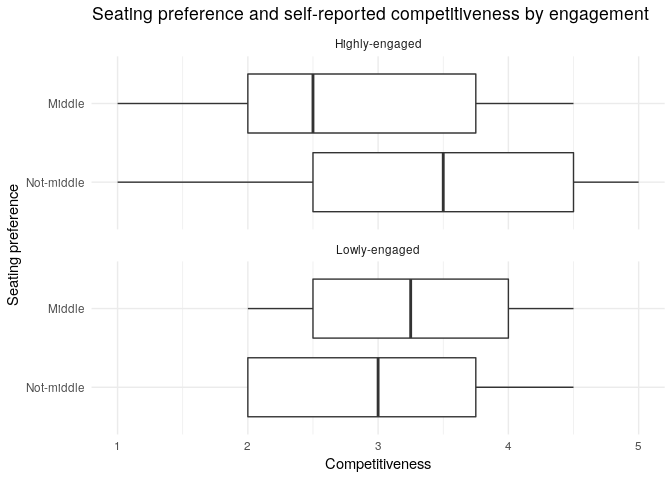 Seating preference and self-reported competitiveness by engagement
Highly-engaged
Middle
Not-middle
Seating preference
Lowly-engaged
Middle
Not-middle
1 2 3 4 5
Competitiveness